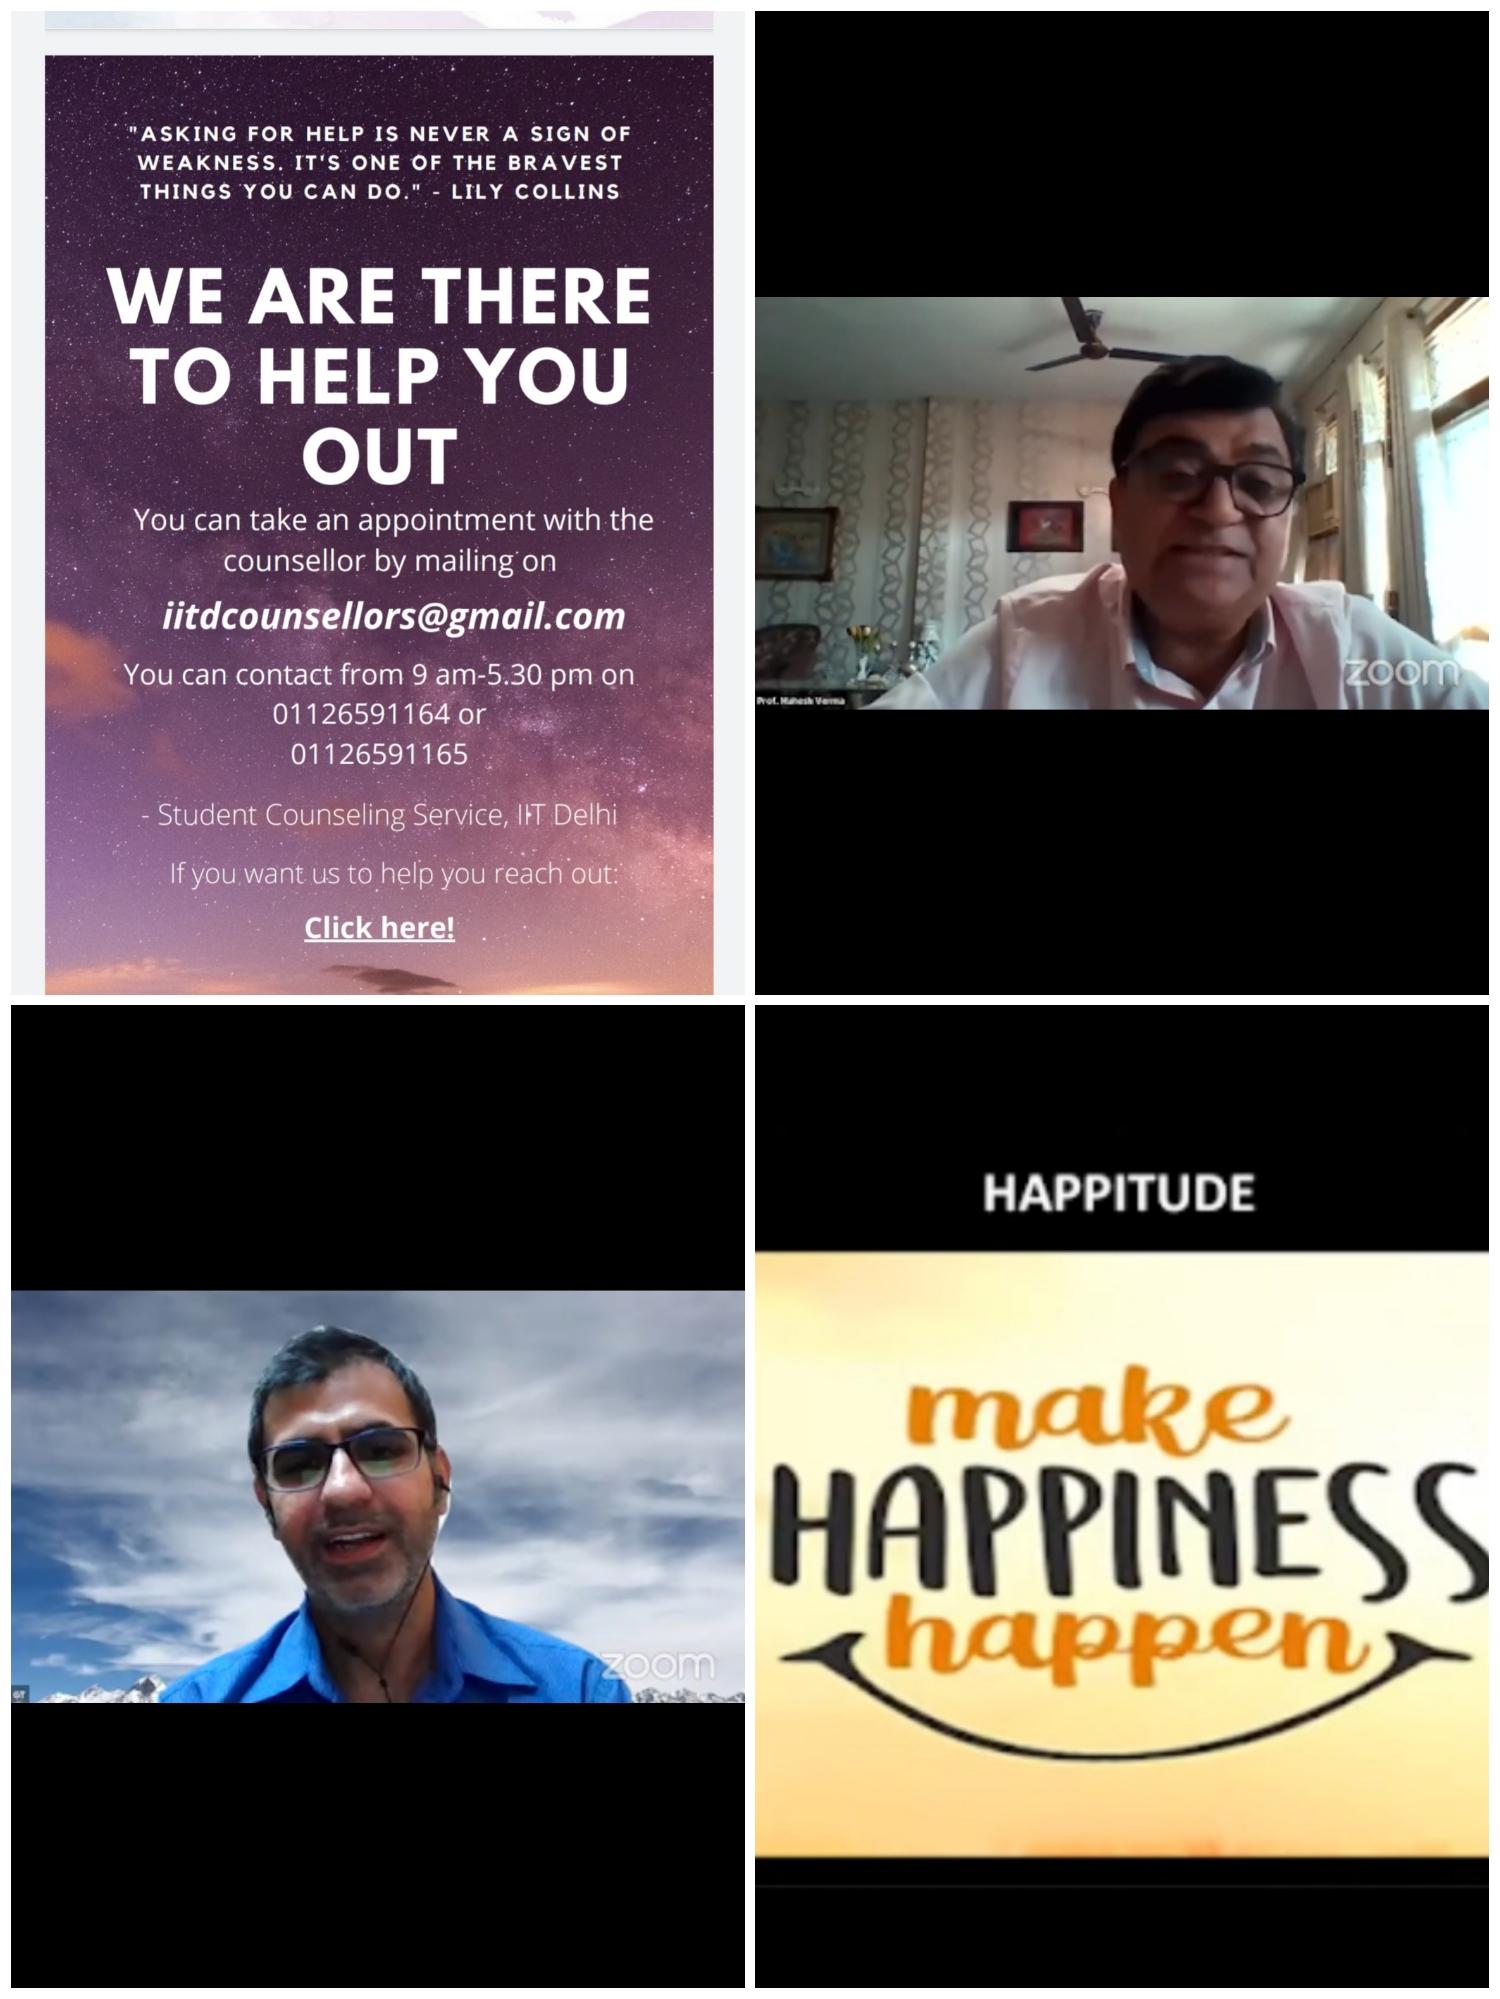 "ASKING FOR HELP IS NEVER A SIGN OF
WEAKNESS. IT'S ONE OF THE BRAVEST
THINGS YOU CAN DO." - LILY COLLINS
WE ARE THERE
TO HELP YOU
OUT
You can take an appointment with the
counsellor by mailing on
iitdcounsellors@gmail.com
You can contact from 9 am-5.30 pm on
01126591164 or
01126591165
- Student Counseling Service, IIT Delhi
If you want us to help you reach out:
Click here!
zoom
Prof. Mahesh Verma
zoom
GT
HAPPITUDE
make
HAPPINESS
happen